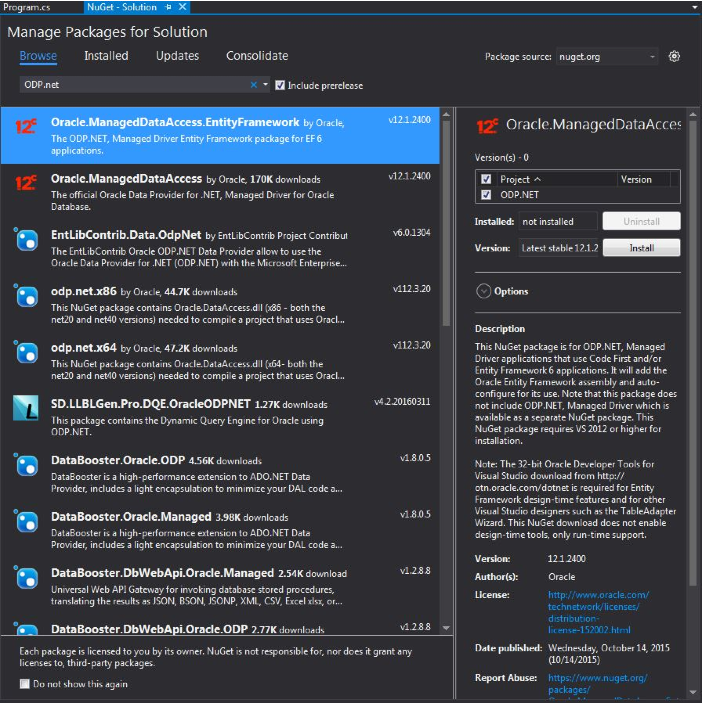 Program.cs
NuGet - Solution
Manage Packages for Solution
Browse Installed Updates Consolidate
Package source: nuget.org
ODP.net
Include prerelease
12c
Oracle.ManagedDataAccess.EntityFramework by Oracle,
v12.1.2400
The ODP.NET, Managed Driver Entity Framework package for EF 6
applications.
12c
Oracle.ManagedDataAccess by Oracle, 170K downloads
v12.1.2400
The official Oracle Data Provider for .NET, Managed Driver for Oracle
Database.
EntLibContrib.Data.OdpNet by EntLibContrib Project Contribut
v6.0.1304
The EntLibContrib Oracle ODP.NET Data Provider allow to use the
Oracle Data Provider for .NET (ODP.NET) with the Microsoft Enterprise...
odp.net.x86 by Oracle, 44.7K downloads
v112.3.20
This NuGet package contains Oracle.DataAccess.dll (x86 - both the
net20 and net40 versions) needed to compile a project that uses Oracl...
odp.net.x64 by Oracle, 47.2K downloads
v112.3.20
This NuGet package contains Oracle.DataAccess.dll (x64- both the
net20 and net40 versions) needed to compile a project that uses Oracl...
SD.LLBLGen.Pro.DQE.OracleODPNET 1.27K downloads
v4.2.20160311
This package contains the Dynamic Query Engine for Oracle using
ODP.NET.
DataBooster.Oracle.ODP 4.56K downloads
v1.8.0.5
DataBooster is a high-performance extension to ADO.NET Data
Provider, includes a light encapsulation to minimize your DAL code a...
DataBooster.Oracle.Managed 3.98K downloads
v1.8.0.5
DataBooster is a high-performance extension to ADO.NET Data
Provider, includes a light encapsulation to minimize your DAL code a...
DataBooster.DbWebApi.Oracle.Managed 2.54K download
v1.2.8.8
Universal Web API Gateway for invoking database stored procedures,
translating the results as JSON, BSON, JSONP, XML, CSV, Excel xlsx, or...
DataBooster.DbWebApi.Oracle.ODP 2.77K downloads
v1.2.8.8
Each package is licensed to you by its owner. NuGet is not responsible for, nor does it grant any
licenses to, third-party packages.
Do not show this again
12c
Oracle.ManagedDataAcces
Version(s) - 0
Project Version
ODP.NET
Installed: not installed Uninstall
Version: Latest stable 12.1.2 Install
Options
Description
This NuGet package is for ODP.NET, Managed
Driver applications that use Code First and/or
Entity Framework 6 applications. It will add the
Oracle Entity Framework assembly and auto-
configure for its use. Note that this package does
not include ODP.NET, Managed Driver which is
available as a separate NuGet package. This
NuGet package requires VS 2012 or higher for
installation.
Note: The 32-bit Oracle Developer Tools for
Visual Studio download from http://
otn.oracle.com/dotnet is required for Entity
Framework design-time features and for other
Visual Studio designers such as the TableAdapter
Wizard. This NuGet download does not enable
design-time tools, only run-time support.
Version: 12.1.2400
Author(s): Oracle
License: http://www.oracle.com/
technetwork/licenses/
distribution-
license-152002.html
Date published: Wednesday, October 14, 2015
(10/14/2015)
Report Abuse: https://www.nuget.org/
packages/